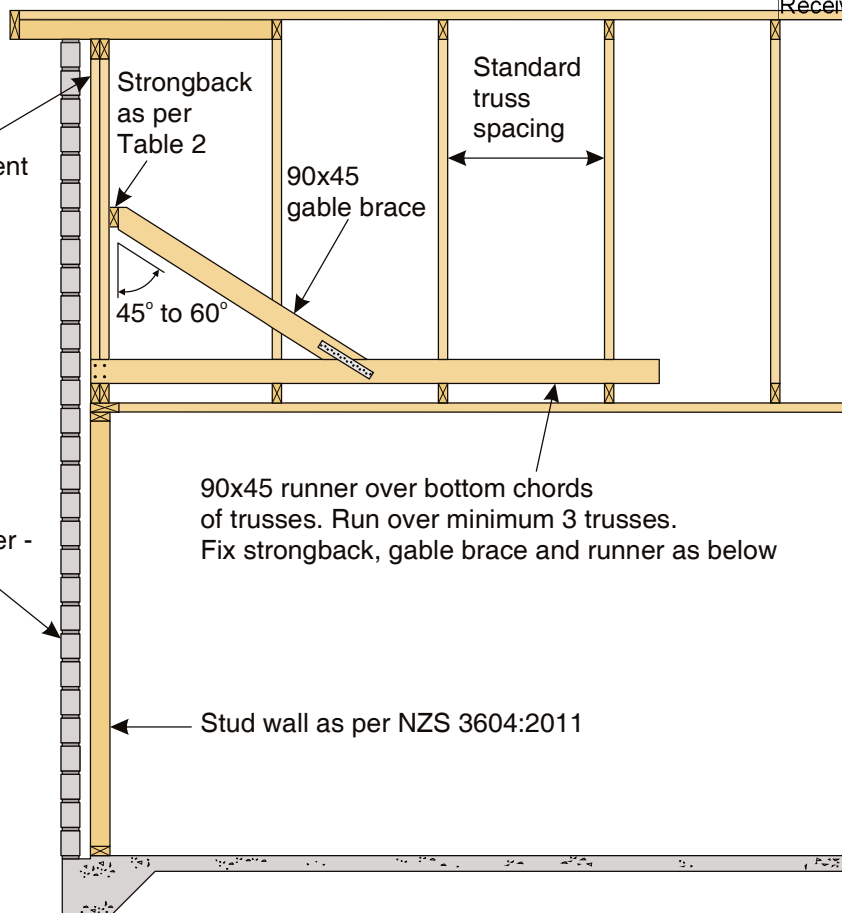 Strongback
as per
Table 2
Standard
truss
spacing
90x45
gable brace
45° to 60°
90x45 runner over bottom chords
of trusses. Run over minimum 3 trusses.
Fix strongback, gable brace and runner as below
Stud wall as per NZS 3604:2011